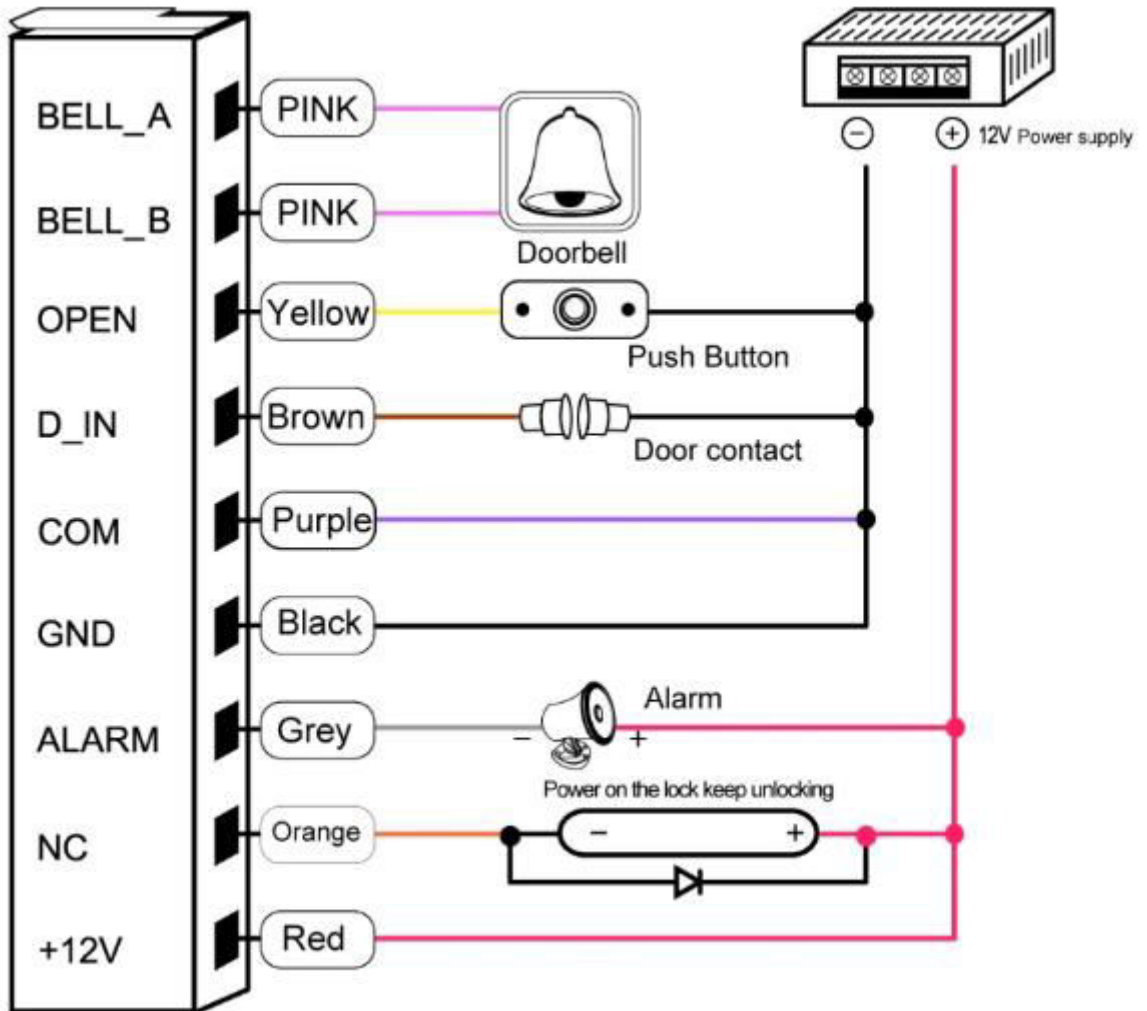 BELL_A
PINK
BELL_B
PINK
Doorbell
− + 12V Power supply
OPEN
Yellow
Push Button
D_IN
Brown
Door contact
COM
Purple
GND
Black
ALARM
Grey
Alarm
− +
Power on the lock keep unlocking
NC
Orange
− +
+12V
Red